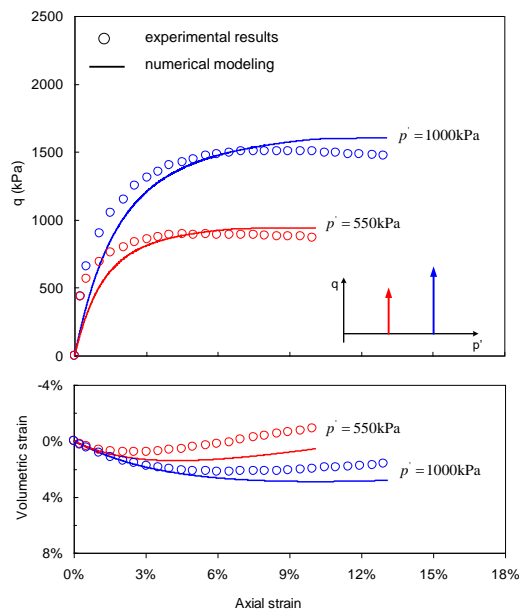 2500
experimental results
numerical modeling
2000
p' = 1000kPa
1500
q (kPa)
p' = 550kPa
1000
q
500
p'
0
-4%
p' = 550kPa
0%
Volumetric strain
p' = 1000kPa
4%
8%
0% 3% 6% 9% 12% 15% 18%
Axial strain